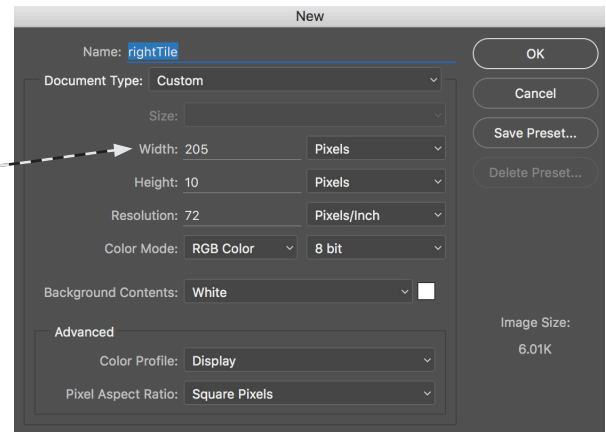 New
Name: rightTile
OK
Document Type: Custom
Cancel
Size:
Save Preset...
Width: 205 Pixels
Delete Preset...
Height: 10 Pixels
Resolution: 72 Pixels/Inch
Color Mode: RGB Color 8 bit
Background Contents: White
Image Size:
6.01K
Advanced
Color Profile: Display
Pixel Aspect Ratio: Square Pixels